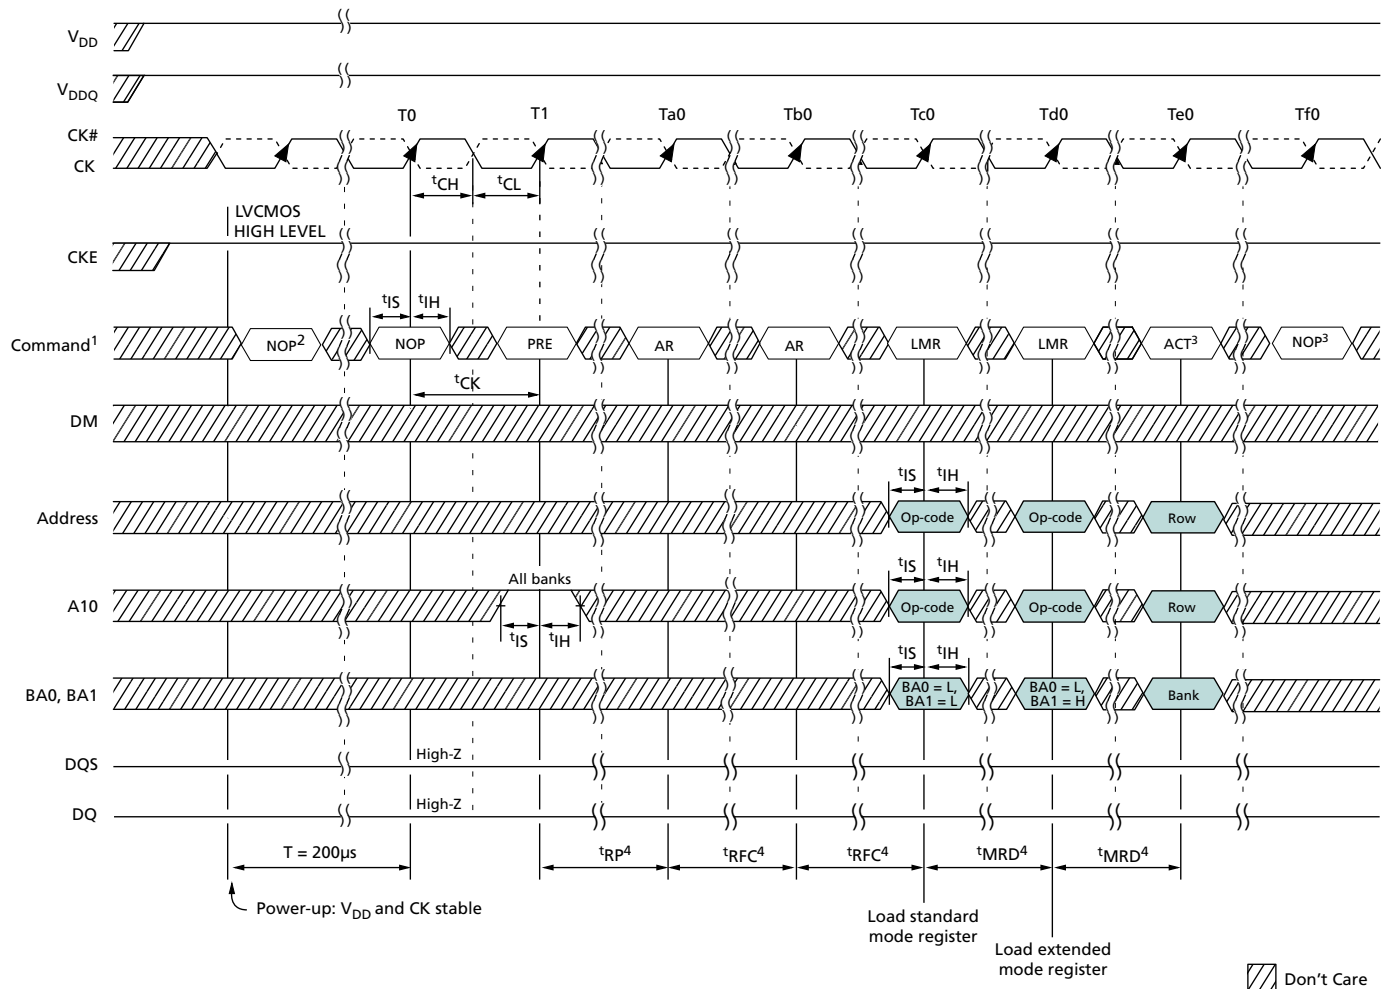 VDD
VDDQ
T0 T1 Ta0 Tb0 Tc0 Td0 Te0 Tf0
CK#
CK
tCH tCL
LVCMOS
HIGH LEVEL
CKE
tIS tIH
Command1 NOP2 NOP PRE AR AR LMR LMR ACT3 NOP3
tCK
DM
tIS tIH
Address Op-code Op-code Row
All banks tIS tIH
A10 Op-code Op-code Row
tIS tIH
tIS tIH
BA0, BA1 BA0 = L, BA1 = L BA0 = L, BA1 = H Bank
DQS High-Z
DQ High-Z
T = 200µs tRP4 tRFC4 tRFC4 tMRD4 tMRD4
Power-up: VDD and CK stable
Load standard
mode register
Load extended
mode register
Don't Care